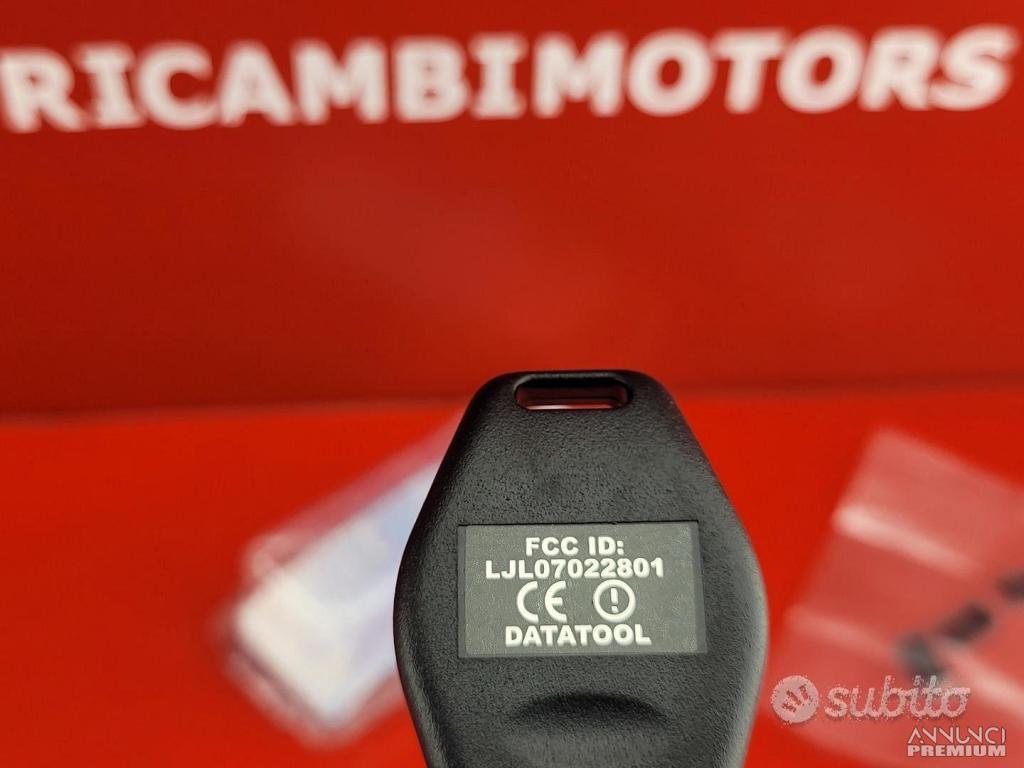 RICAMBIMOTORS
FCC ID:
LJL07022801
CE
DATATOOL
subito
ANNUNCI
PREMIUM